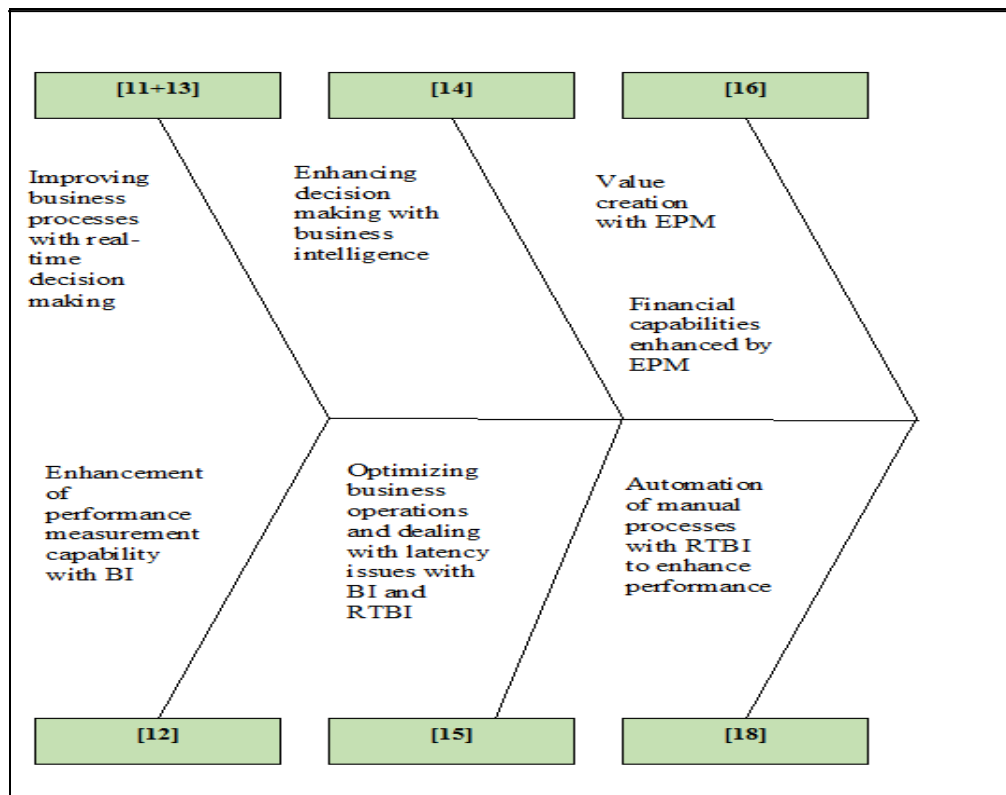 [11+13]
[14]
[16]
Improving
business
processes
with real-
time
decision
making
Enhancing
decision
making with
business
intelligence
Value
creation
with EPM
Financial
capabilities
enhanced by
EPM
Enhancement
of
performance
measurement
capability
with BI
Optimizing
business
operations
and dealing
with latency
issues with
BI and
RTBI
Automation
of manual
processes
with RTBI
to enhance
performance
[12]
[15]
[18]